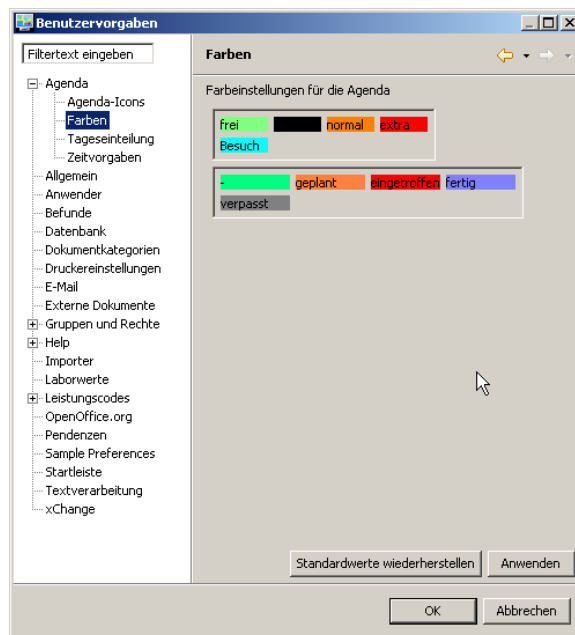 Benutzervorgaben
Filtertext eingeben
Farben
Agenda
Agenda-Icons
Farben
Tageseinteilung
Zeitvorgaben
Allgemein
Anwender
Befunde
Datenbank
Dokumentkategorien
Druckereinstellungen
E-Mail
Externe Dokumente
Gruppen und Rechte
Help
Importer
Laborwerte
Leistungscodes
OpenOffice.org
Pendenzen
Sample Preferences
Startleiste
Textverarbeitung
xChange
Farbeinstellungen für die Agenda
frei normal extra
Besuch
- geplant eingetroffen fertig
verpasst
Standardwerte wiederherstellen Anwenden
OK Abbrechen